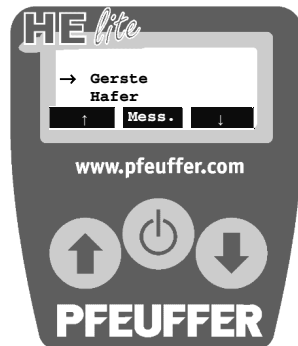 HE lite
→ Gerste
Hafer
↑ Mess. ↓
www.pfeuffer.com
PFEUFFER